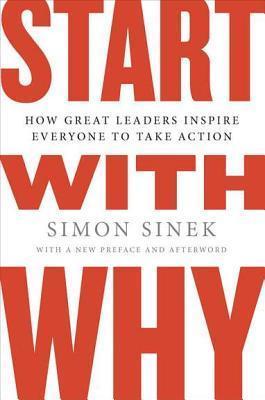 START
HOW GREAT LEADERS INSPIRE
EVERYONE TO TAKE ACTION
WITH
SIMON SINEK
WITH A NEW PREFACE AND AFTERWORD
WHY